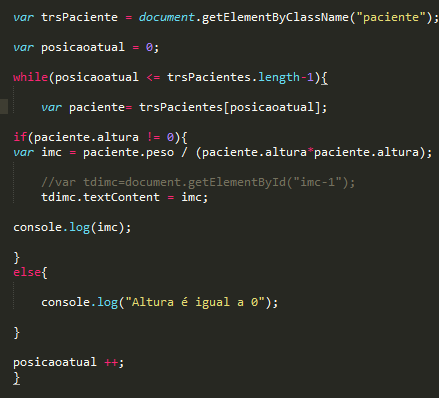 var trsPaciente = document.getElementByClassName("paciente");
var posicaoatual = 0;
while(posicaoatual <= trsPacientes.length-1){
var paciente= trsPacientes[posicaoatual];
if(paciente.altura != 0){
var imc = paciente.peso / (paciente.altura*paciente.altura);
//var tdimc=document.getElementById("imc-1");
tdimc.textContent = imc;
console.log(imc);
}
else{
console.log("Altura é igual a 0");
}
posicaoatual ++;
}